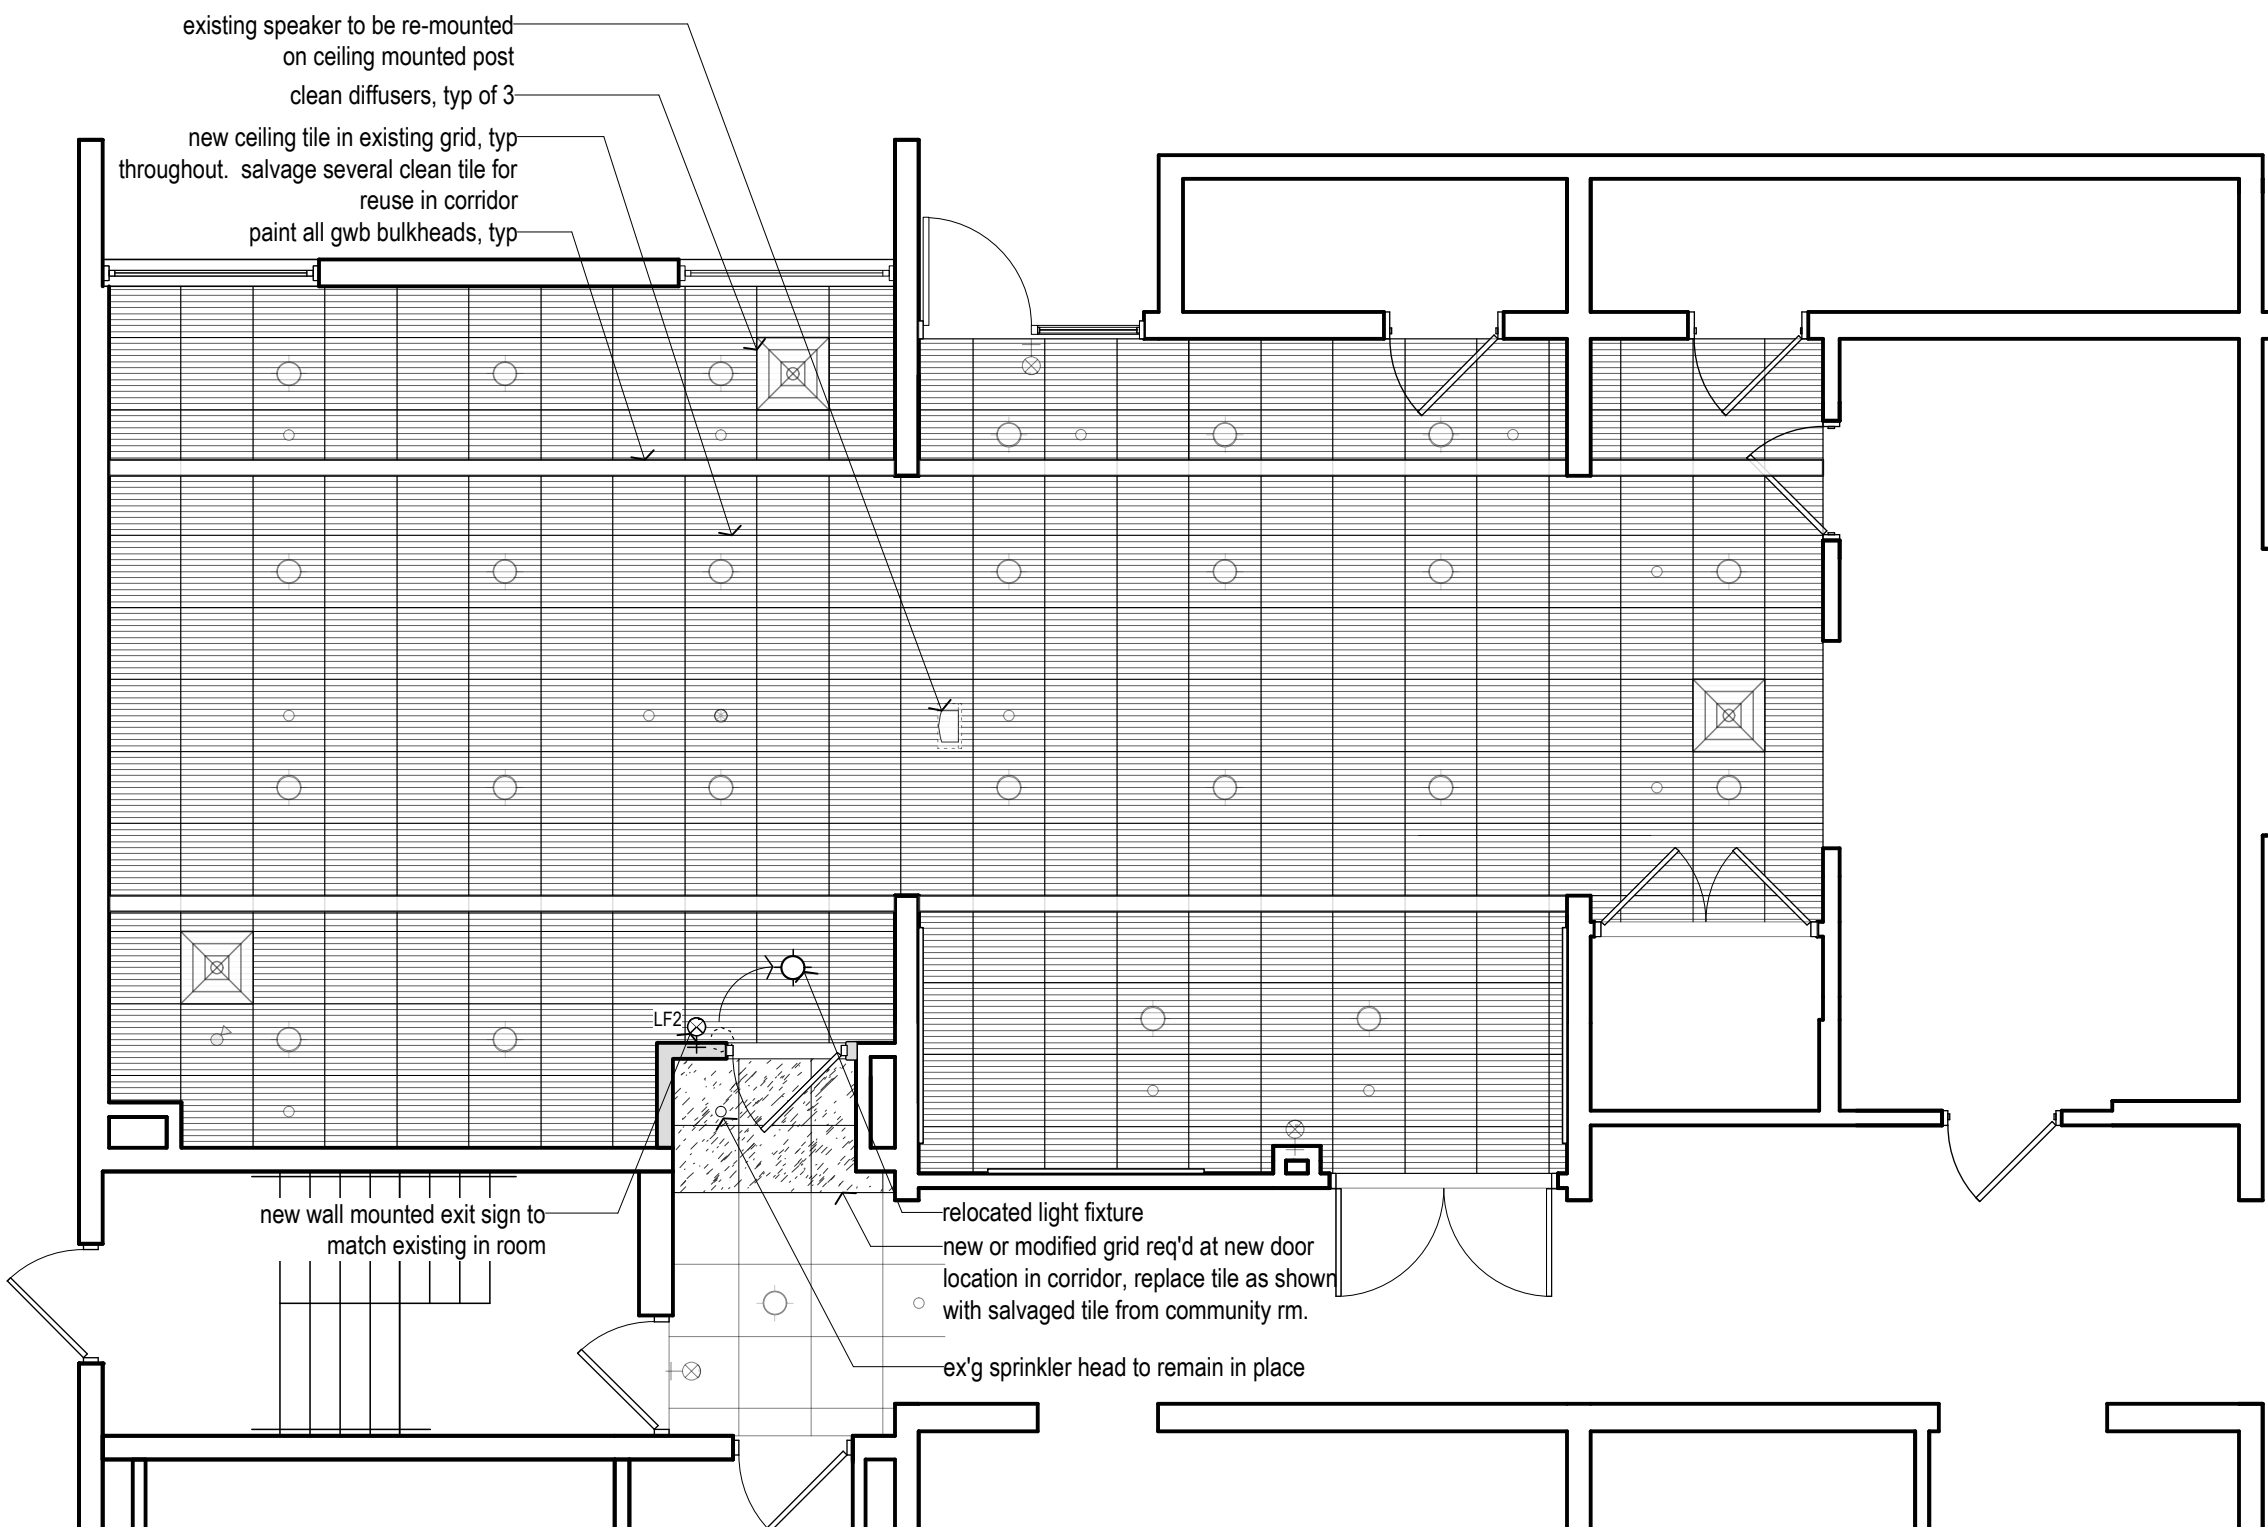 existing speaker to be re-mounted
on ceiling mounted post
clean diffusers, typ of 3
new ceiling tile in existing grid, typ
throughout.  salvage several clean tile for
reuse in corridor
paint all gwb bulkheads, typ
LF2
new wall mounted exit sign to
match existing in room
relocated light fixture
new or modified grid req'd at new door
location in corridor, replace tile as shown
with salvaged tile from community rm.
ex'g sprinkler head to remain in place